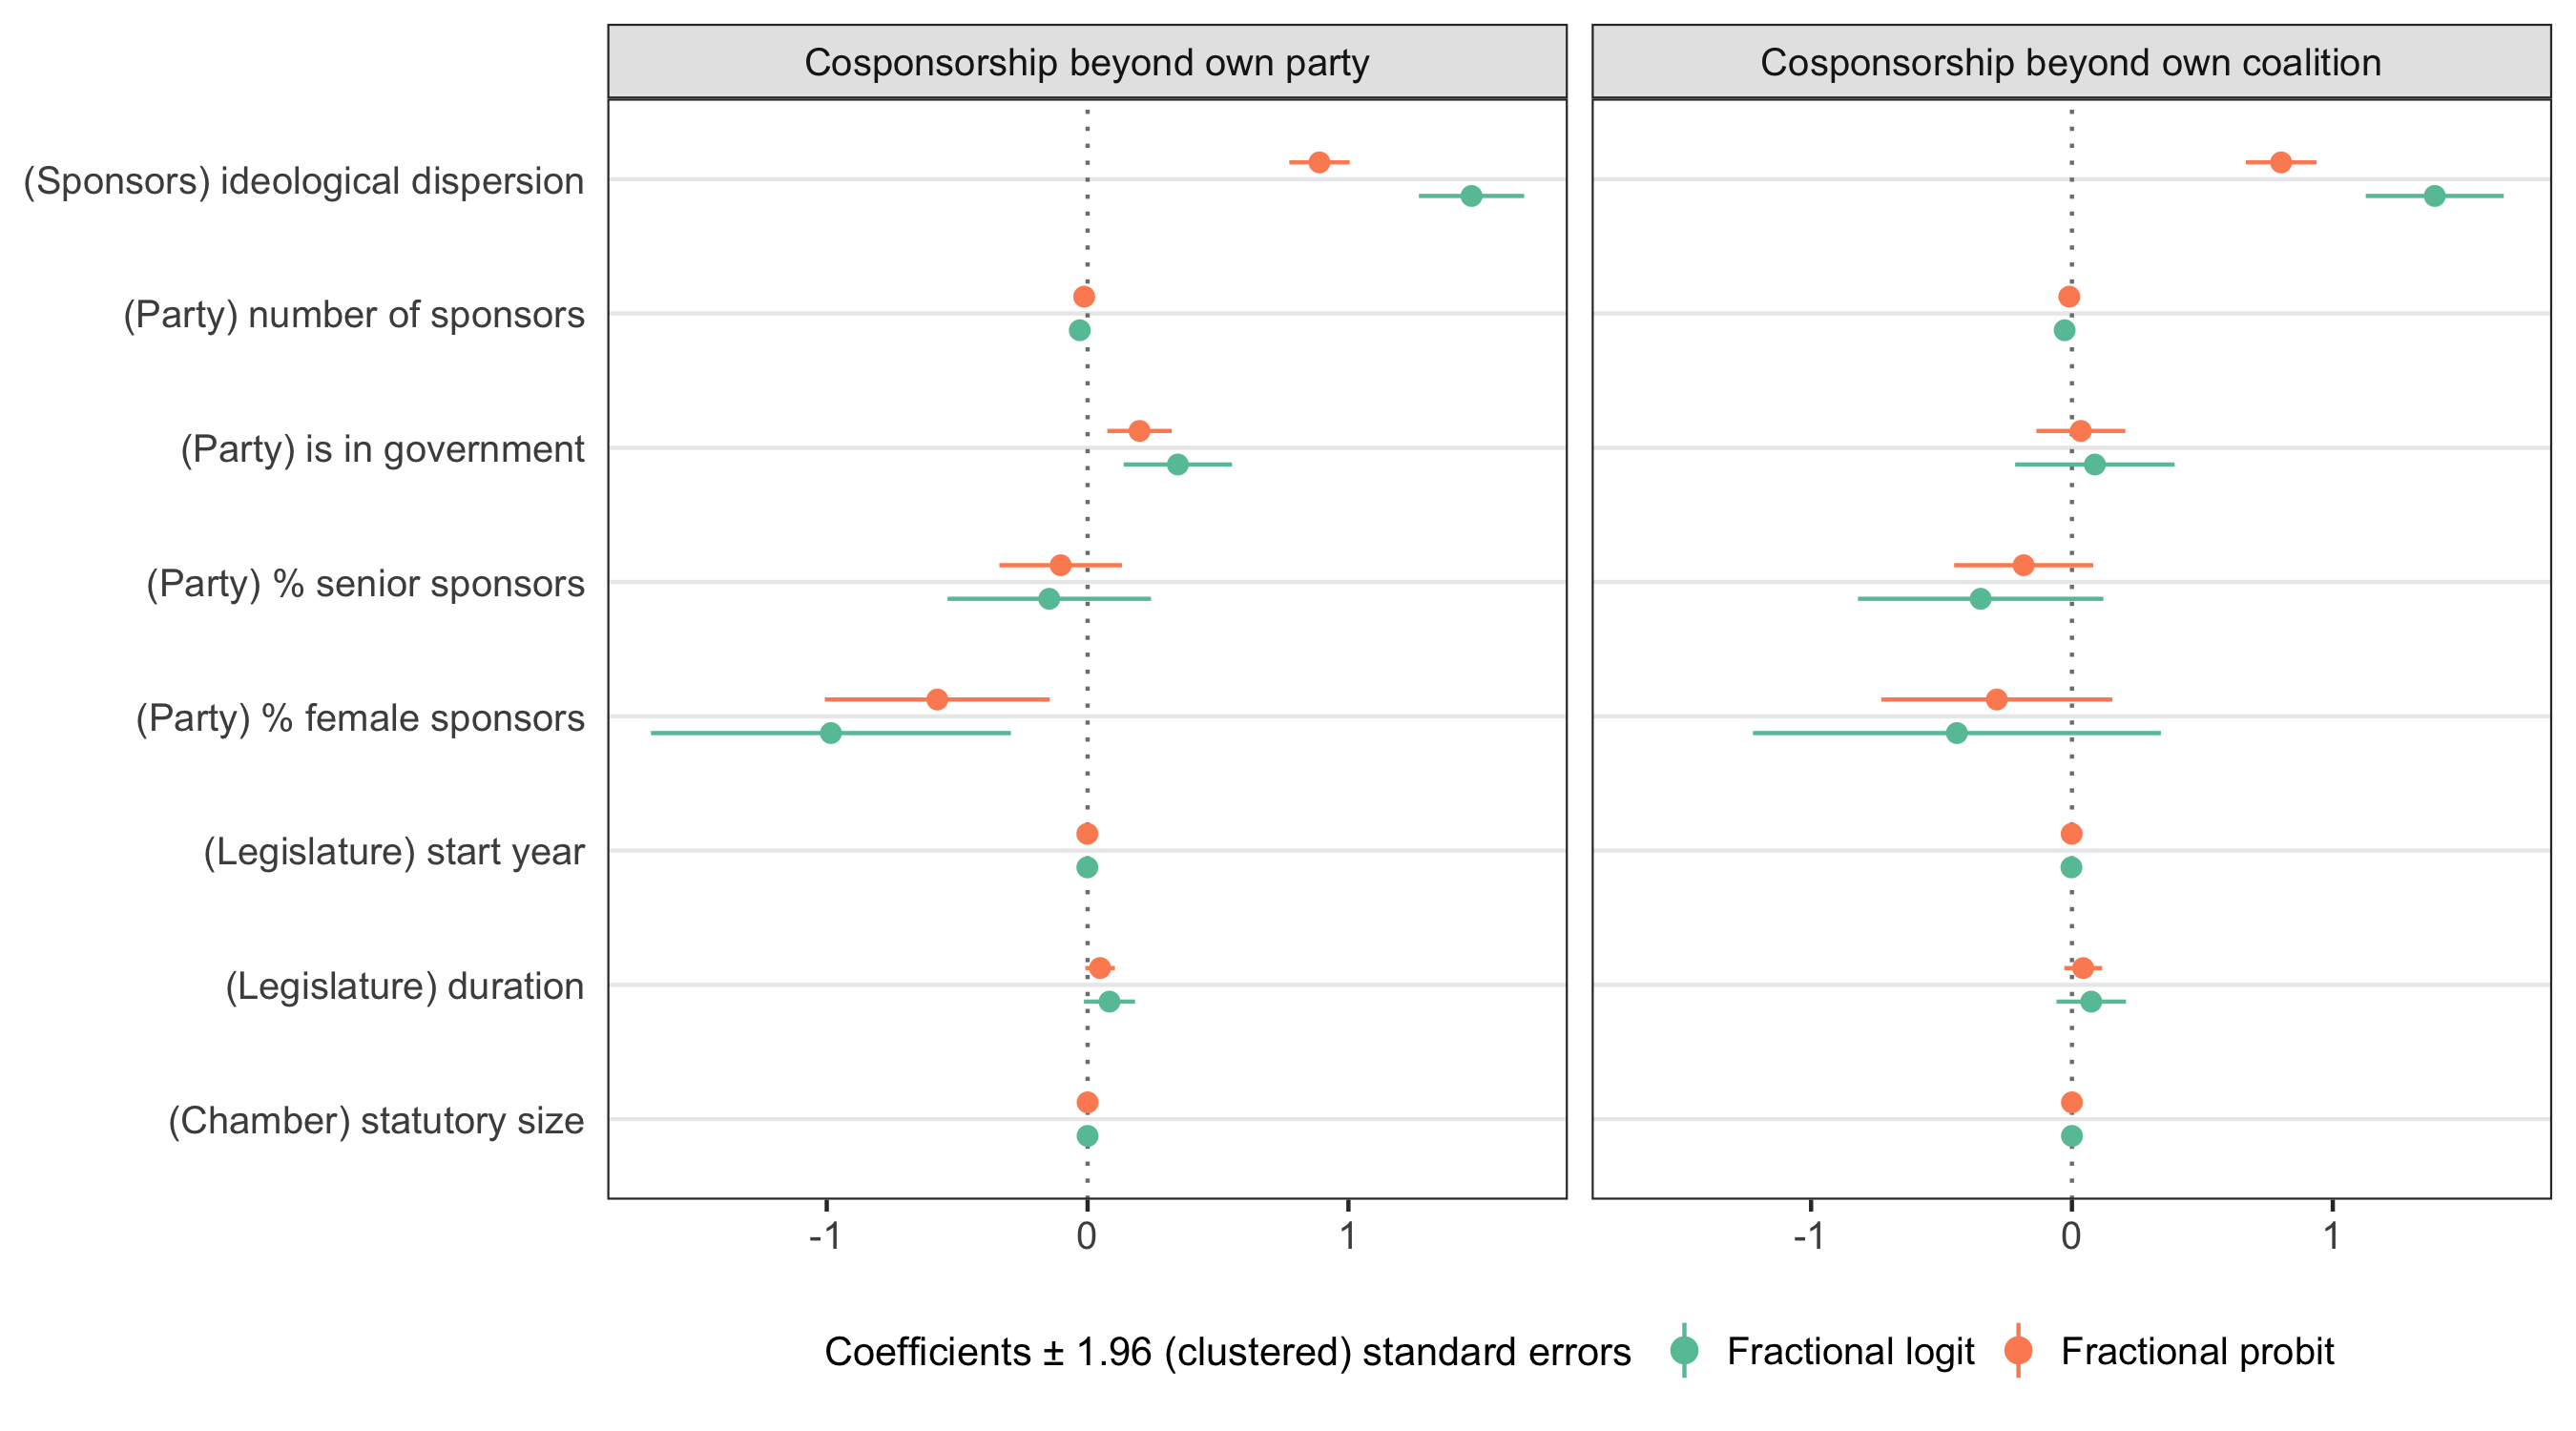 Cosponsorship beyond own party
Cosponsorship beyond own coalition
(Sponsors) ideological dispersion
(Party) number of sponsors
(Party) is in government
(Party) % senior sponsors
(Party) % female sponsors
(Legislature) start year
(Legislature) duration
(Chamber) statutory size
-1 0 1
-1 0 1
Coefficients ± 1.96 (clustered) standard errors Fractional logit Fractional probit